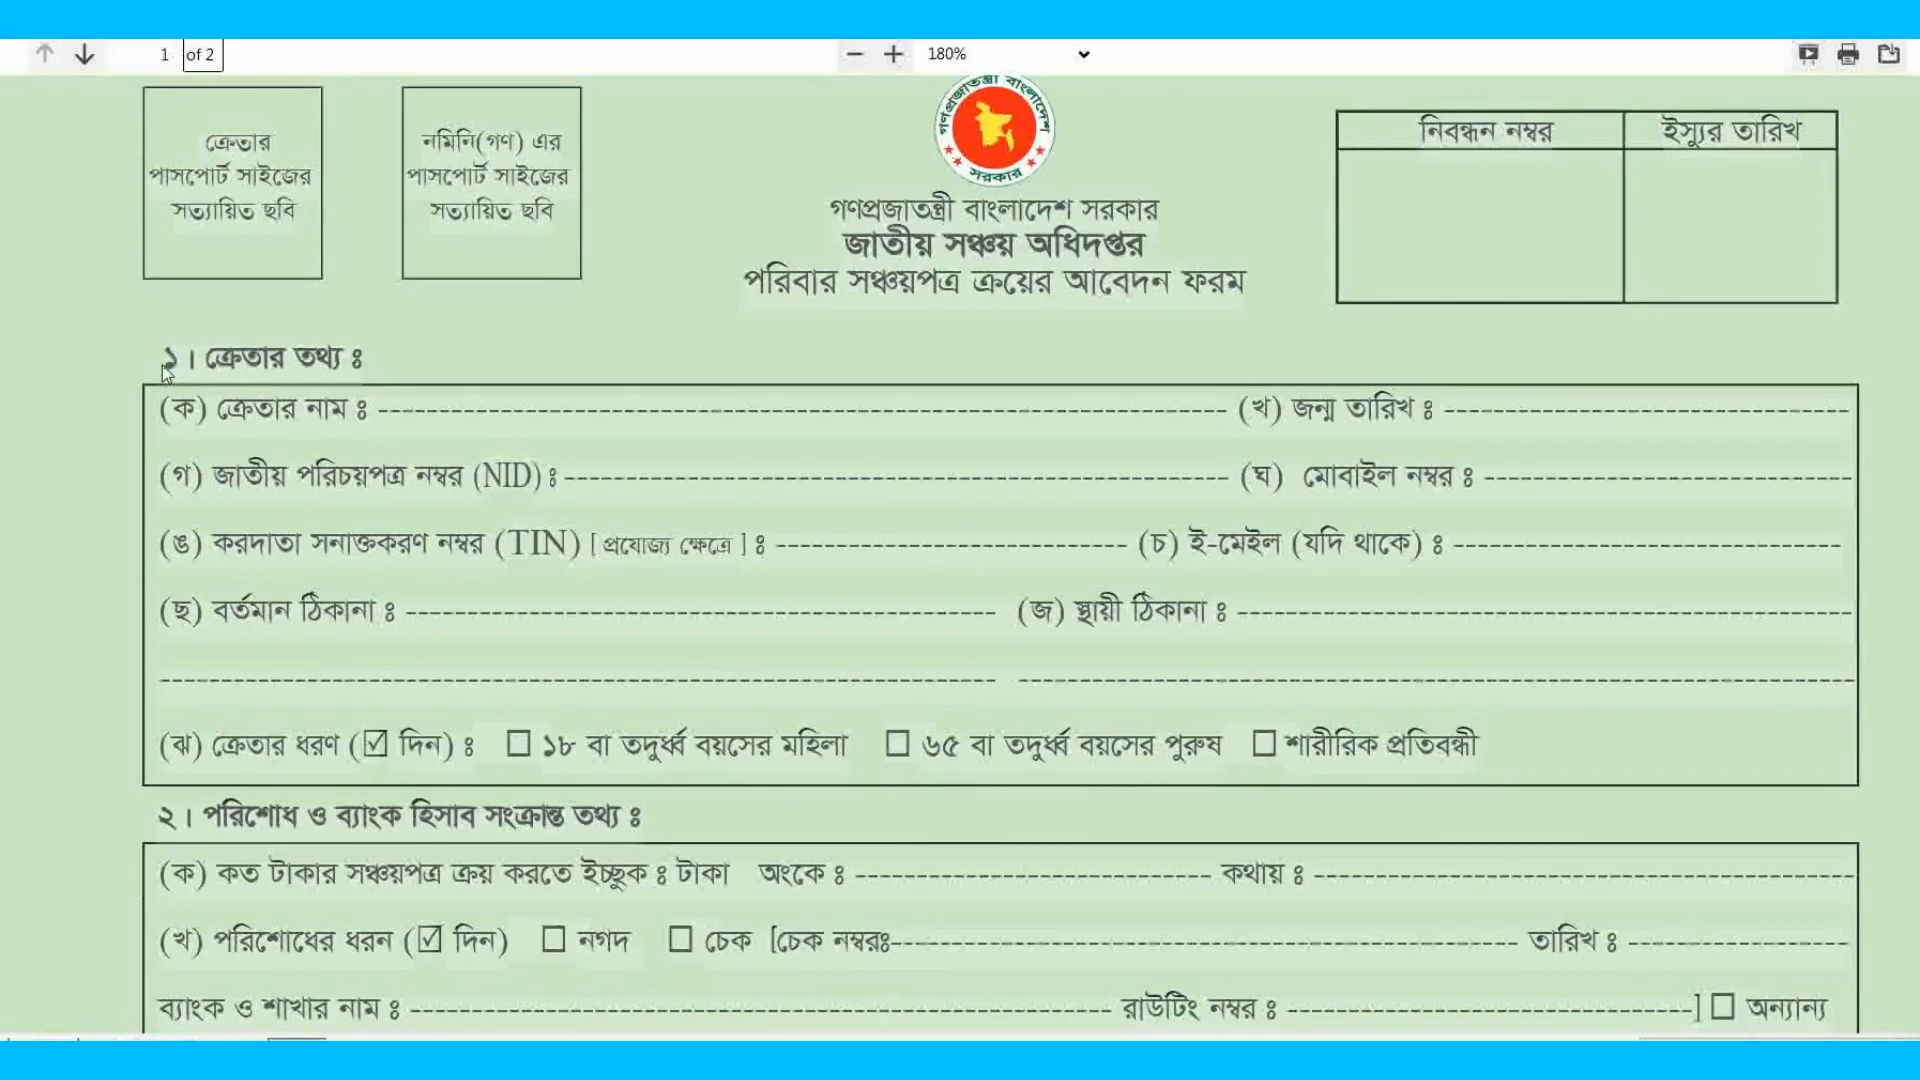 1 of 2
180%
ক্রেতার
পাসপোর্ট সাইজের
সত্যায়িত ছবি
নমিনি(গণ) এর
পাসপোর্ট সাইজের
সত্যায়িত ছবি
গণপ্রজাতন্ত্রী বাংলাদেশ
সরকার
গণপ্রজাতন্ত্রী বাংলাদেশ সরকার
জাতীয় সঞ্চয় অধিদপ্তর
পরিবার সঞ্চয়পত্র ক্রয়ের আবেদন ফরম
নিবন্ধন নম্বর ইস্যুর তারিখ
১। ক্রেতার তথ্য ঃ
(ক) ক্রেতার নাম ঃ ---------- (খ) জন্ম তারিখ ঃ ----------
(গ) জাতীয় পরিচয়পত্র নম্বর (NID) ঃ ---------- (ঘ) মোবাইল নম্বর ঃ ----------
(ঙ) করদাতা সনাক্তকরণ নম্বর (TIN) [ প্রযোজ্য ক্ষেত্রে ] ঃ ---------- (চ) ই-মেইল (যদি থাকে) ঃ ----------
(ছ) বর্তমান ঠিকানা ঃ ---------- (জ) স্থায়ী ঠিকানা ঃ ----------
(ঝ) ক্রেতার ধরণ (☑ দিন) ঃ ☐ ১৮ বা তদুর্ধ্ব বয়সের মহিলা ☐ ৬৫ বা তদুর্ধ্ব বয়সের পুরুষ ☐ শারীরিক প্রতিবন্ধী
২। পরিশোধ ও ব্যাংক হিসাব সংক্রান্ত তথ্য ঃ
(ক) কত টাকার সঞ্চয়পত্র ক্রয় করতে ইচ্ছুক ঃ টাকা অংকে ঃ ---------- কথায় ঃ ----------
(খ) পরিশোধের ধরন (☑ দিন) ☐ নগদ ☐ চেক [চেক নম্বরঃ---------- তারিখ ঃ ----------
ব্যাংক ও শাখার নাম ঃ ---------- রাউটিং নম্বর ঃ ----------] ☐ অন্যান্য